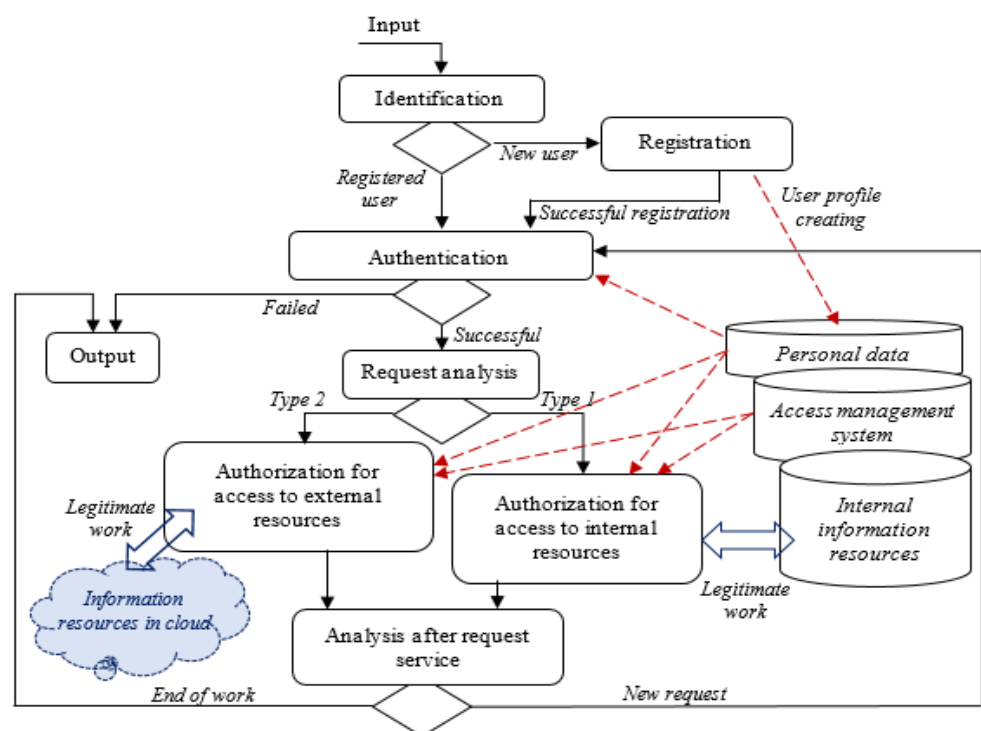 Input
Identification
New user
Registration
Registered
user
Successful registration
User profile
creating
Authentication
Failed
Successful
Output
Personal data
Request analysis
Type 2
Type 1
Access management
system
Authorization for
access to external
resources
Authorization for
access to internal
resources
Internal
information
resources
Legitimate
work
Legitimate
work
Information
resources in cloud
Analysis after request
service
End of work
New request